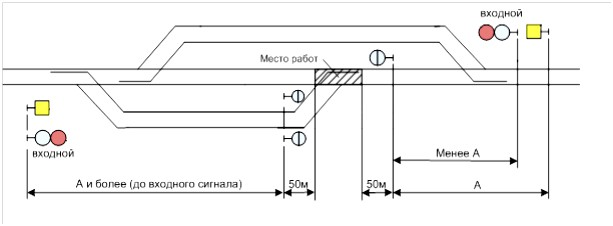 входной
Место работ
входной
Менее А
А и более (до входного сигнала)
50м
50м
А